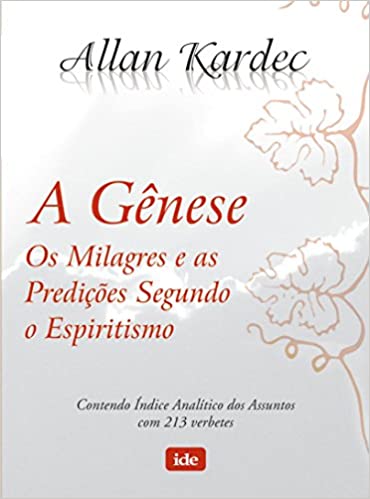 Allan Kardec
A Gênese
Os Milagres e as
Predições Segundo
o Espiritismo
Contendo Índice Analítico dos Assuntos
com 213 verbetes
ide